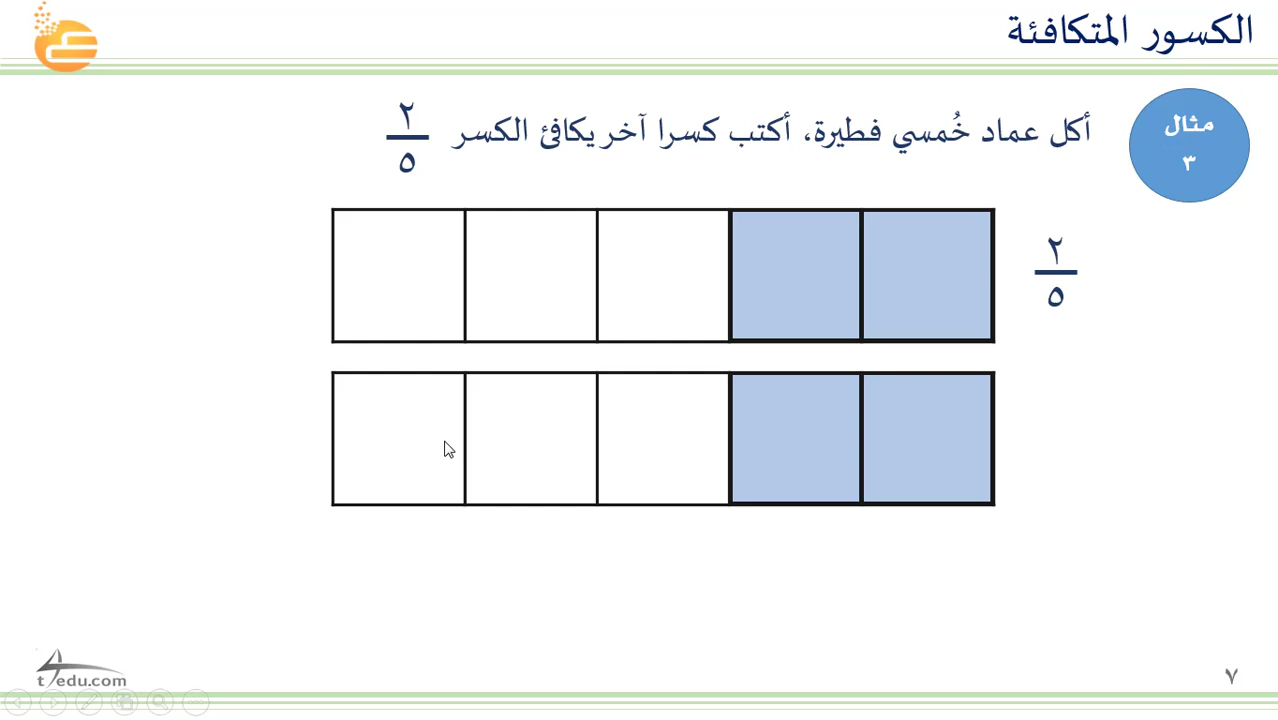 الكسور المتكافئة
مثال
٣
أكل عماد خُمسي فطيرة، أكتب كسرا آخر يكافئ الكسر ٢/٥
٢
٥
t4edu.com
٧